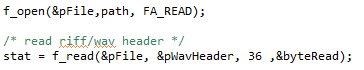 f_open(&pFile,path, FA_READ);
/* read riff/wav header */
stat = f_read(&pFile, &pWavHeader, 36 ,&byteRead);